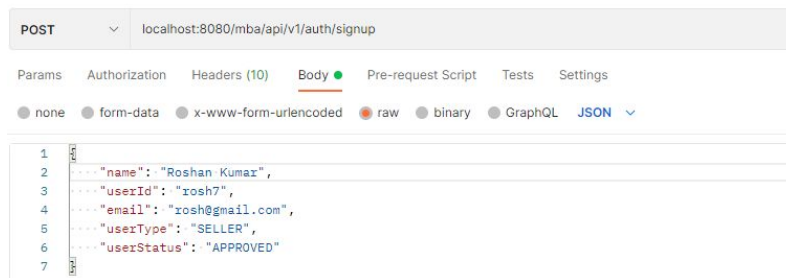 POST localhost:8080/mba/api/v1/auth/signup
Params Authorization Headers (10) Body Pre-request Script Tests Settings
none form-data x-www-form-urlencoded raw binary GraphQL JSON
1 {
2 "name": "Roshan Kumar",
3 "userId": "rosh7",
4 "email": "rosh@gmail.com",
5 "userType": "SELLER",
6 "userStatus": "APPROVED"
7 }